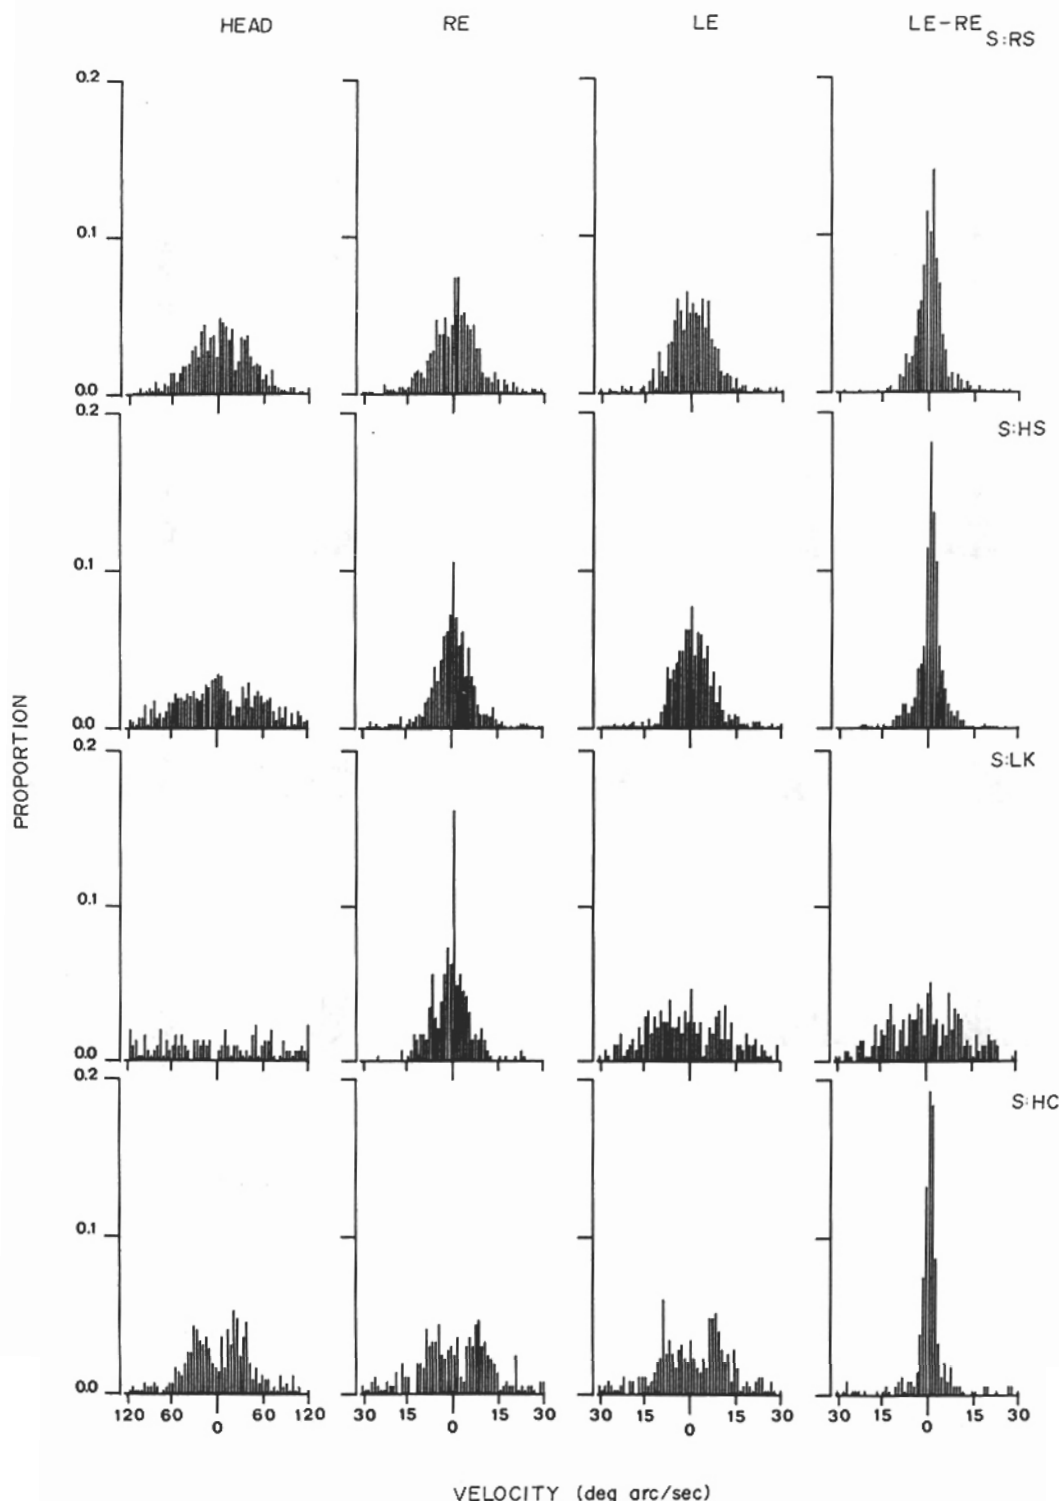 HEAD RE LE LE-RE
S:RS
0.2
0.1
0.0
0.2
S:HS
0.1
0.0
0.2
S:LK
0.1
0.0
0.2
S:HC
0.1
0.0
PROPORTION
120 60 0 60 120 30 15 0 15 30 30 15 0 15 30 30 15 0 15 30
VELOCITY (deg arc/sec)